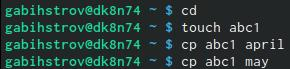 gabihstrov@dk8n74 ~ $ cd
gabihstrov@dk8n74 ~ $ touch abc1
gabihstrov@dk8n74 ~ $ cp abc1 april
gabihstrov@dk8n74 ~ $ cp abc1 may